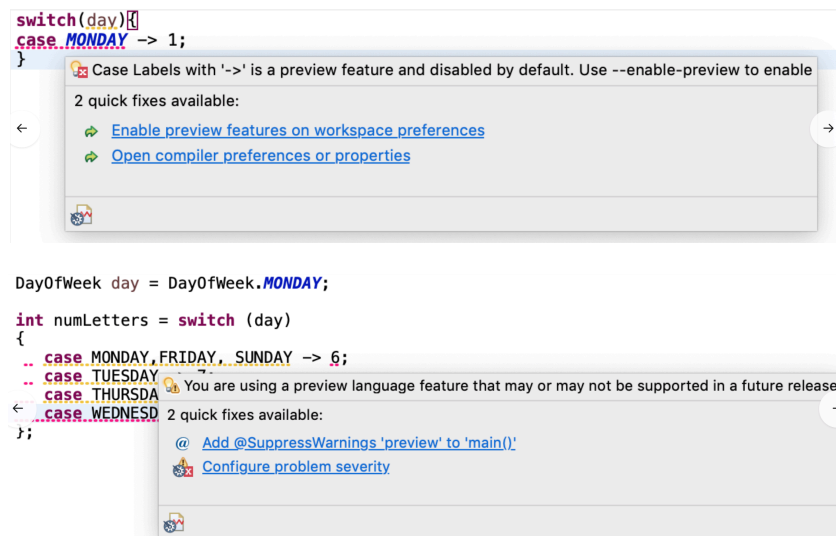 switch(day){
case MONDAY -> 1;
}
Case Labels with '->' is a preview feature and disabled by default. Use --enable-preview to enable
2 quick fixes available:
Enable preview features on workspace preferences
Open compiler preferences or properties
DayOfWeek day = DayOfWeek.MONDAY;
int numLetters = switch (day)
{
case MONDAY,FRIDAY, SUNDAY -> 6;
case TUESDAY
case THURSDA
case WEDNESD
};
You are using a preview language feature that may or may not be supported in a future release
2 quick fixes available:
@ Add @SuppressWarnings 'preview' to 'main()'
Configure problem severity